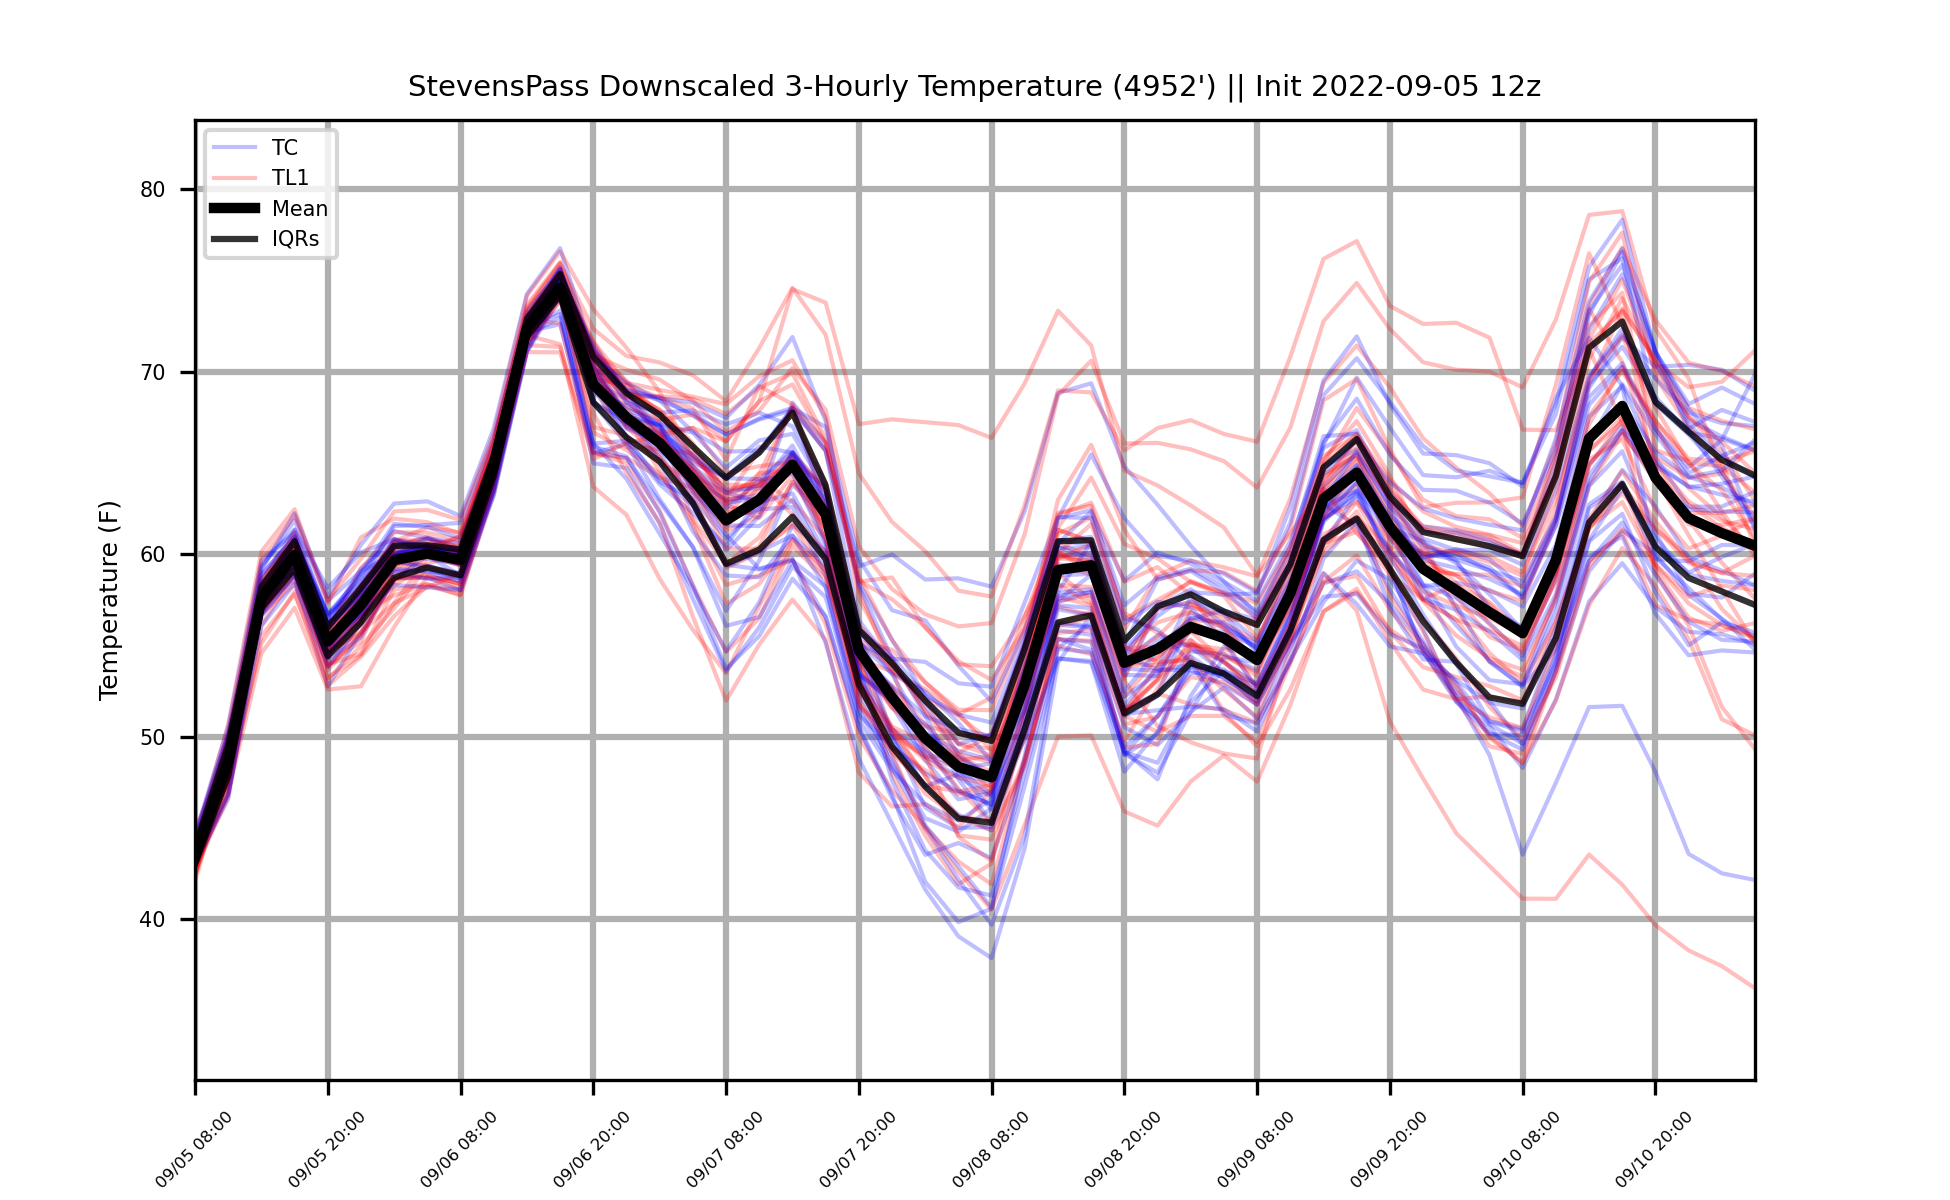 StevensPass Downscaled 3-Hourly Temperature (4952') || Init 2022-09-05 12z
TC
TL1
Mean
IQRs
Temperature (F)
80
70
60
50
40
09/05 08:00
09/05 20:00
09/06 08:00
09/06 20:00
09/07 08:00
09/07 20:00
09/08 08:00
09/08 20:00
09/09 08:00
09/09 20:00
09/10 08:00
09/10 20:00